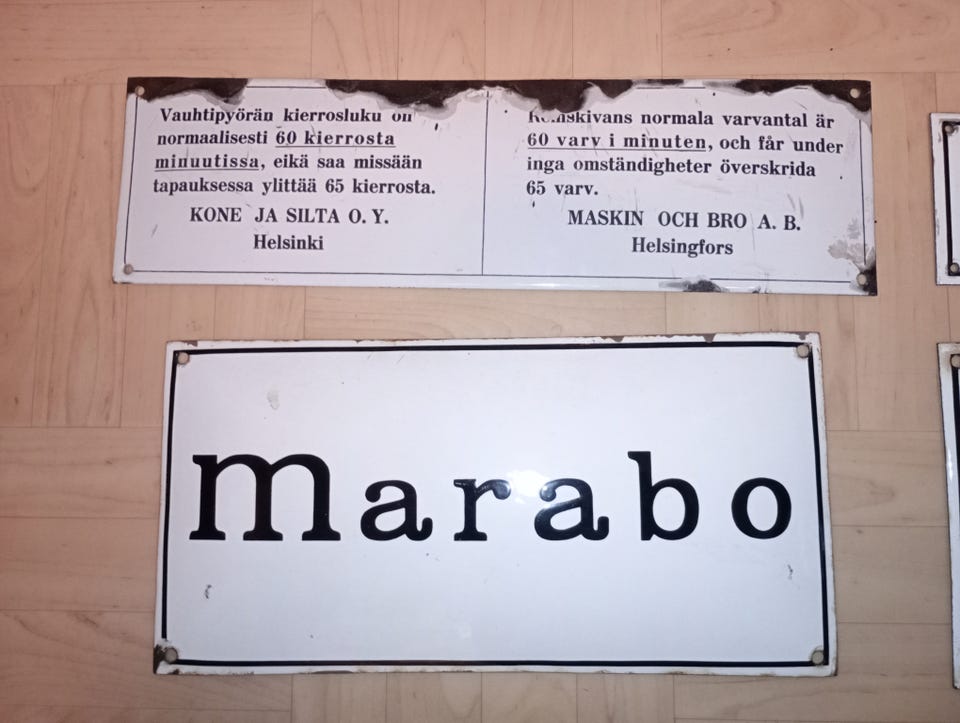 Vauhtipyörän kierrosluku on
normaalisesti 60 kierrosta
minuutissa, eikä saa missään
tapauksessa ylittää 65 kierrosta.
KONE JA SILTA O. Y.
Helsinki
normala varvantal är
60 varv i minuten, och får under
inga omständigheter överskrida
65 varv.
MASKIN OCH BRO A. B.
Helsingfors
marabo